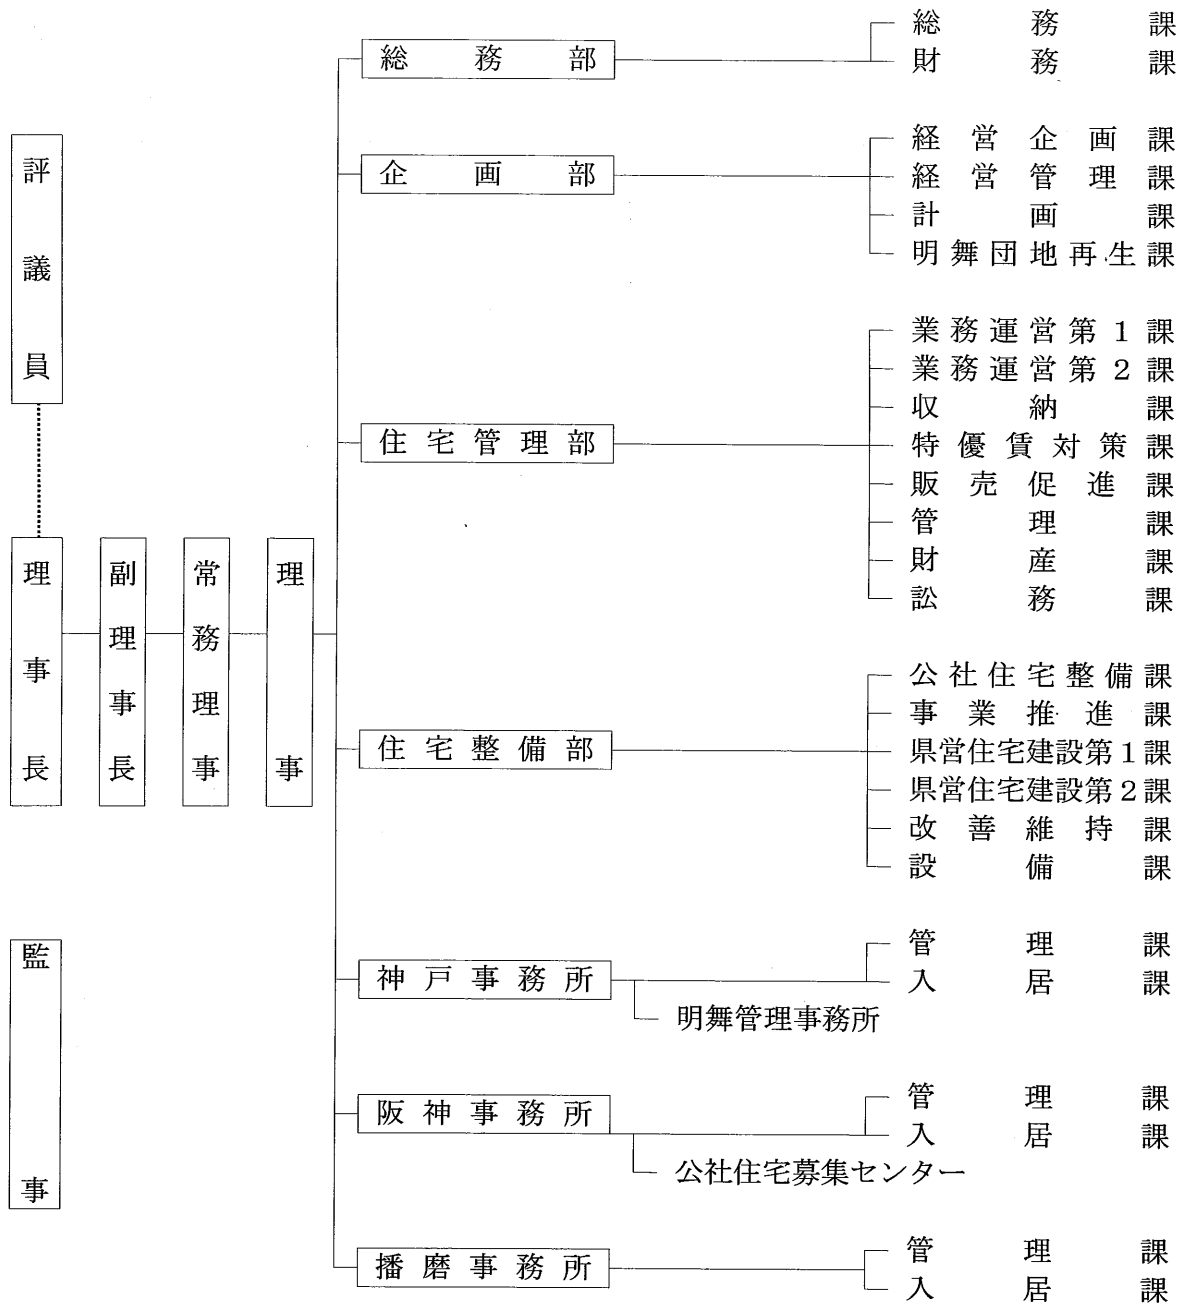 評議員
理事長
副理事長
常務理事
理事
監事
総務部
総務課
財務課
企画部
経営企画課
経営管理課
計画課
明舞団地再生課
住宅管理部
業務運営第1課
業務運営第2課
収納課
特優賃対策課
販売促進課
管理課
財産課
訟務課
住宅整備部
公社住宅整備課
事業推進課
県営住宅建設第1課
県営住宅建設第2課
改善維持課
設備課
神戸事務所
管理課
入居課
明舞管理事務所
阪神事務所
管理課
入居課
公社住宅募集センター
播磨事務所
管理課
入居課